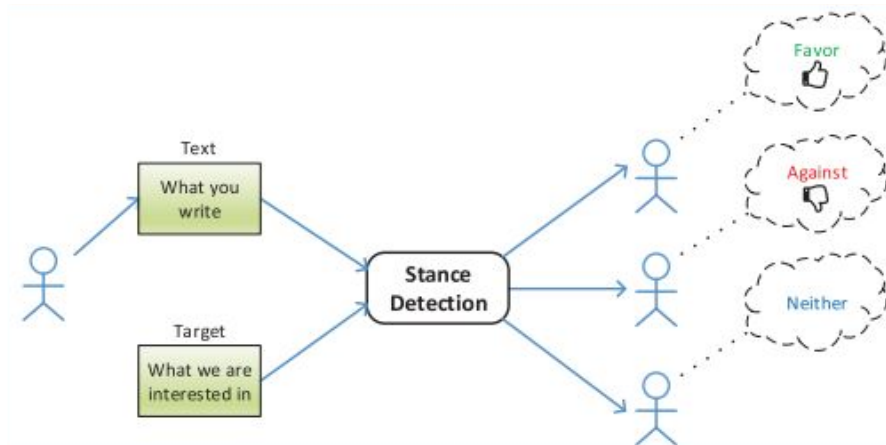 Text
What you
write
Target
What we are
interested in
Stance
Detection
Favor
Against
Neither